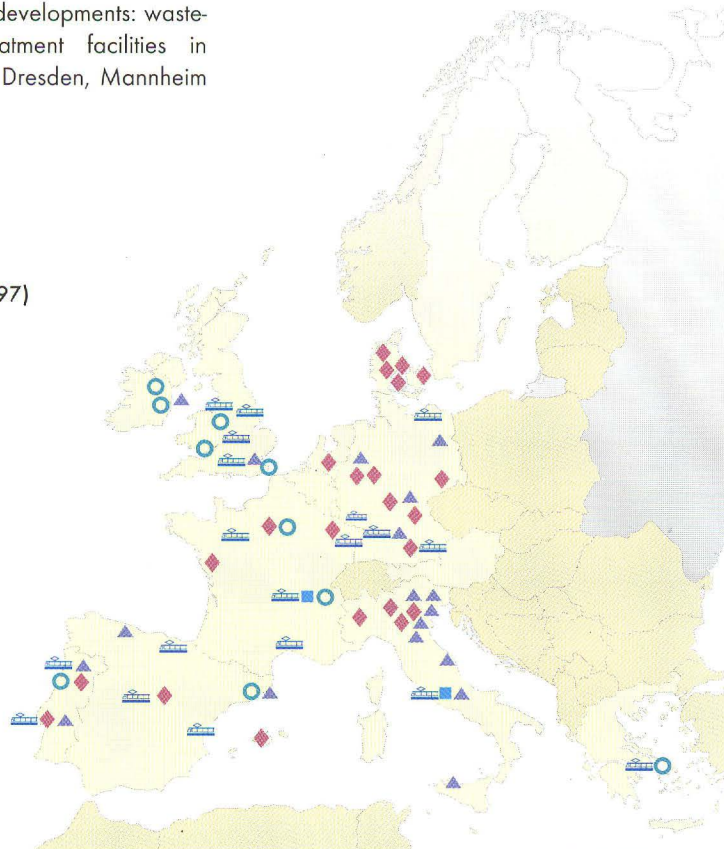 developments: waste-
atment facilities in
Dresden, Mannheim
97)